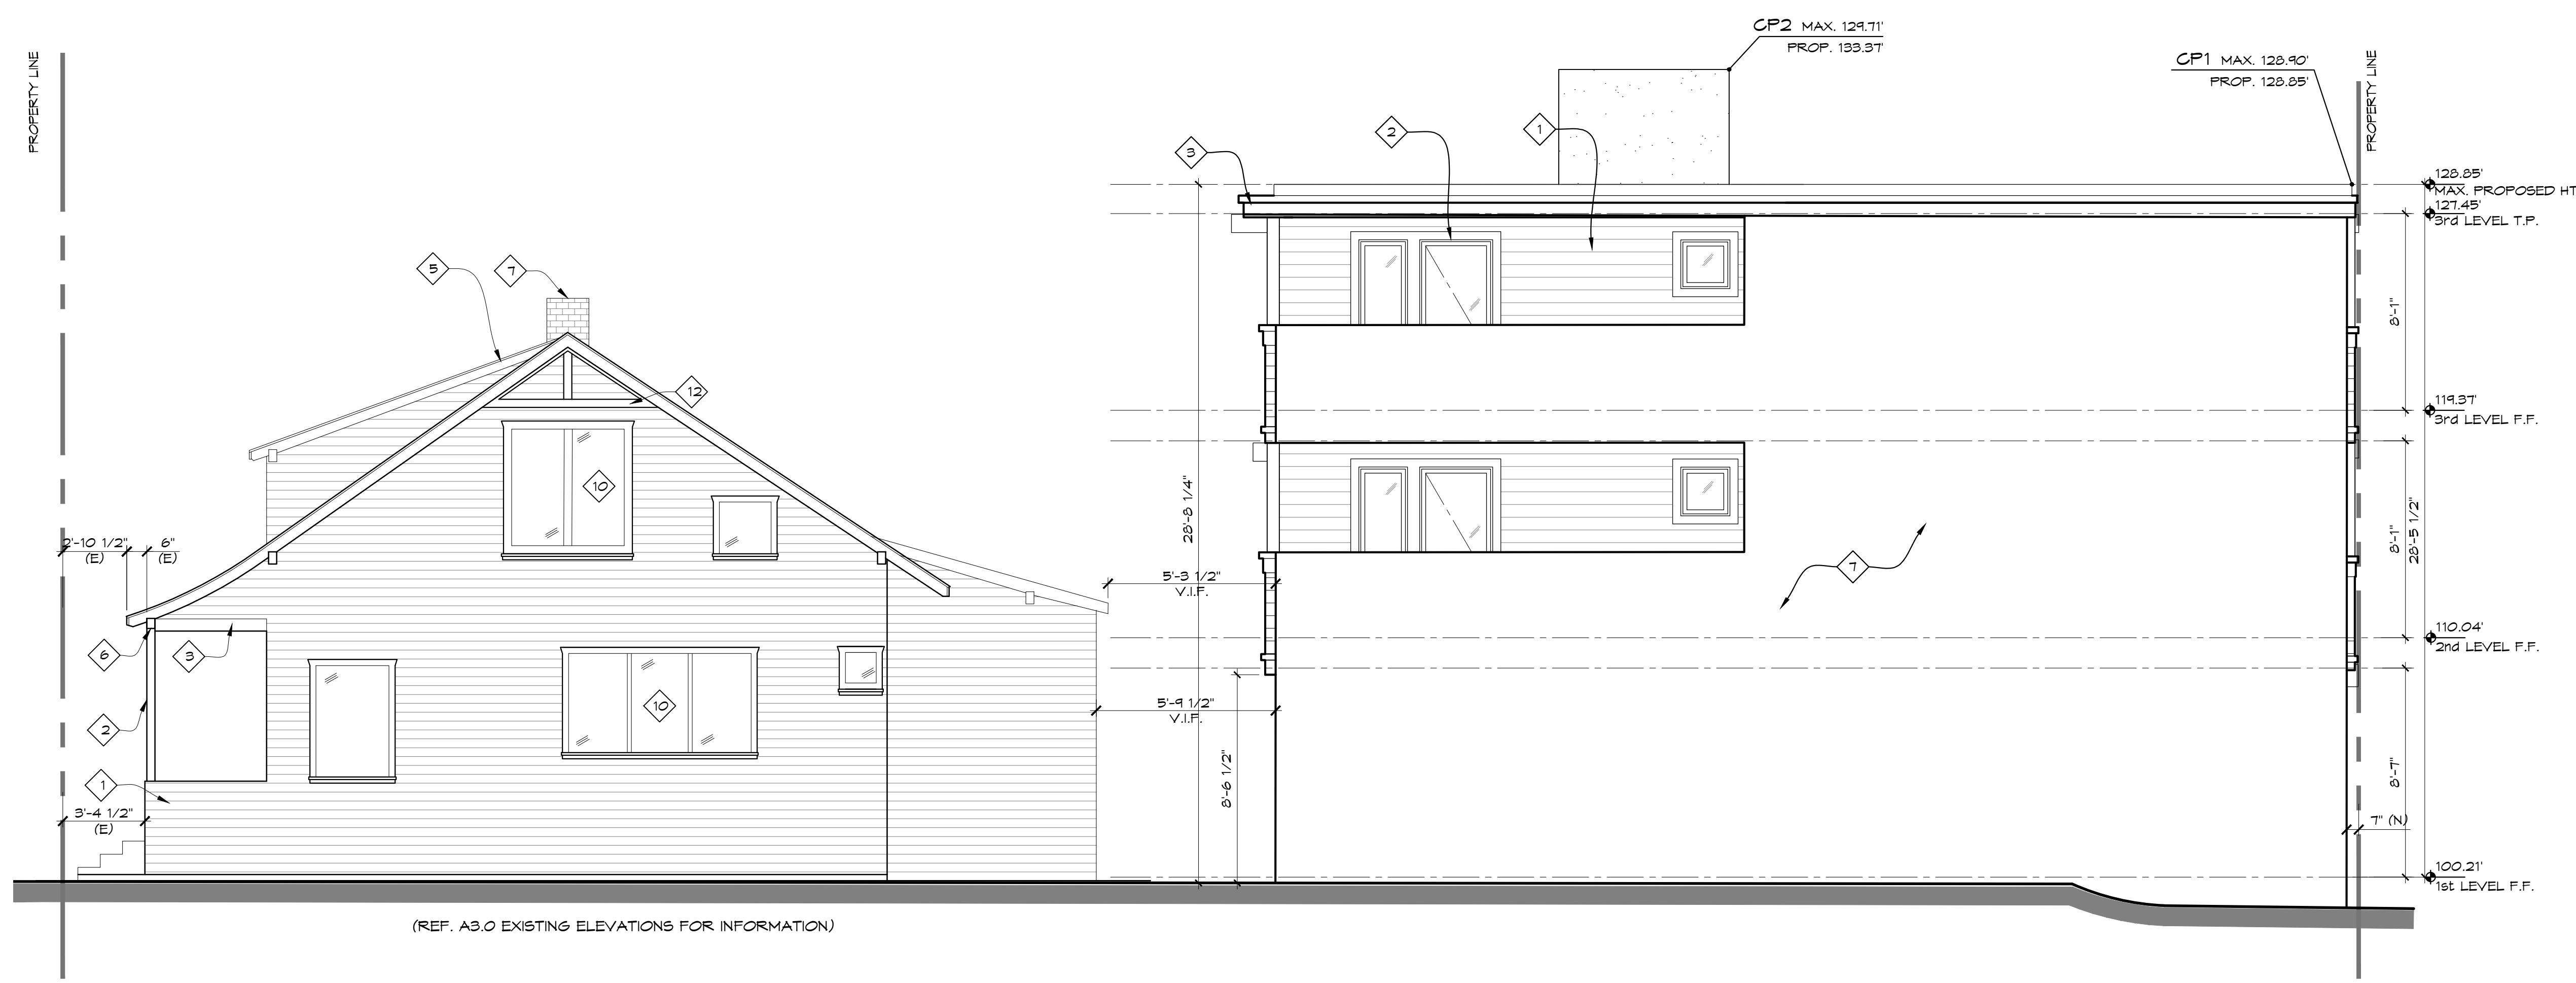 CP2 MAX. 129.71'
PROP. 133.37'
CP1 MAX. 128.90'
PROP. 128.85'
PROPERTY LINE
PROPERTY LINE
3
2
1
128.85'
MAX. PROPOSED HT
127.45'
3rd LEVEL T.P.
5
7
8'-1"
12
119.37'
3rd LEVEL F.F.
10
28'-8 1/4"
8'-1"
28'-5 1/2"
2'-10 1/2"
(E)
6"
(E)
7
5'-3 1/2"
V.I.F.
110.04'
2nd LEVEL F.F.
6
3
10
5'-9 1/2"
V.I.F.
2
8'-6 1/2"
8'-7"
1
3'-4 1/2"
(E)
7" (N)
100.21'
1st LEVEL F.F.
(REF. A3.0 EXISTING ELEVATIONS FOR INFORMATION)